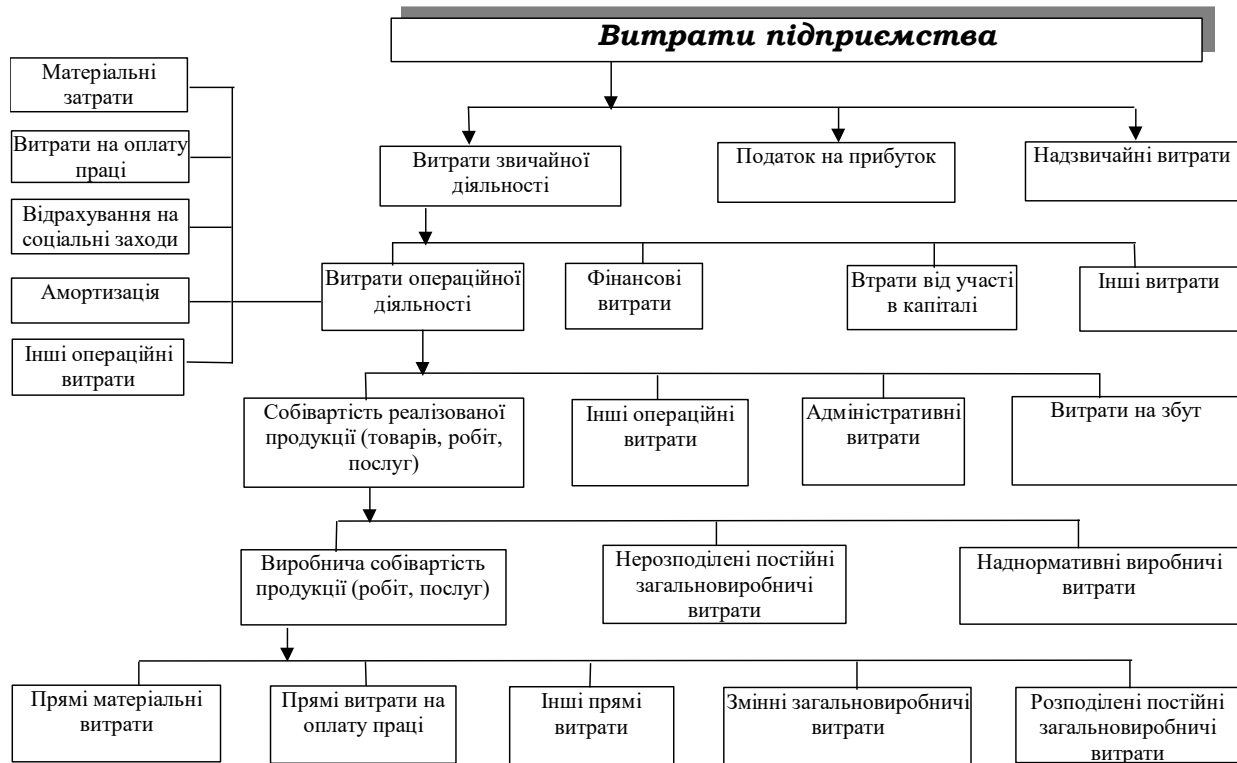 Витрати підприємства
Матеріальні
затрати
Витрати на оплату
праці
Відрахування на
соціальні заходи
Амортизація
Інші операційні
витрати
Витрати звичайної
діяльності
Податок на прибуток
Надзвичайні витрати
Витрати операційної
діяльності
Фінансові
витрати
Втрати від участі
в капіталі
Інші витрати
Собівартість реалізованої
продукції (товарів, робіт,
послуг)
Інші операційні
витрати
Адміністративні
витрати
Витрати на збут
Виробнича собівартість
продукції (робіт, послуг)
Нерозподілені постійні
загальновиробничі
витрати
Наднормативні виробничі
витрати
Прямі матеріальні
витрати
Прямі витрати на
оплату праці
Інші прямі
витрати
Змінні загальновиробничі
витрати
Розподілені постійні
загальновиробничі
витрати